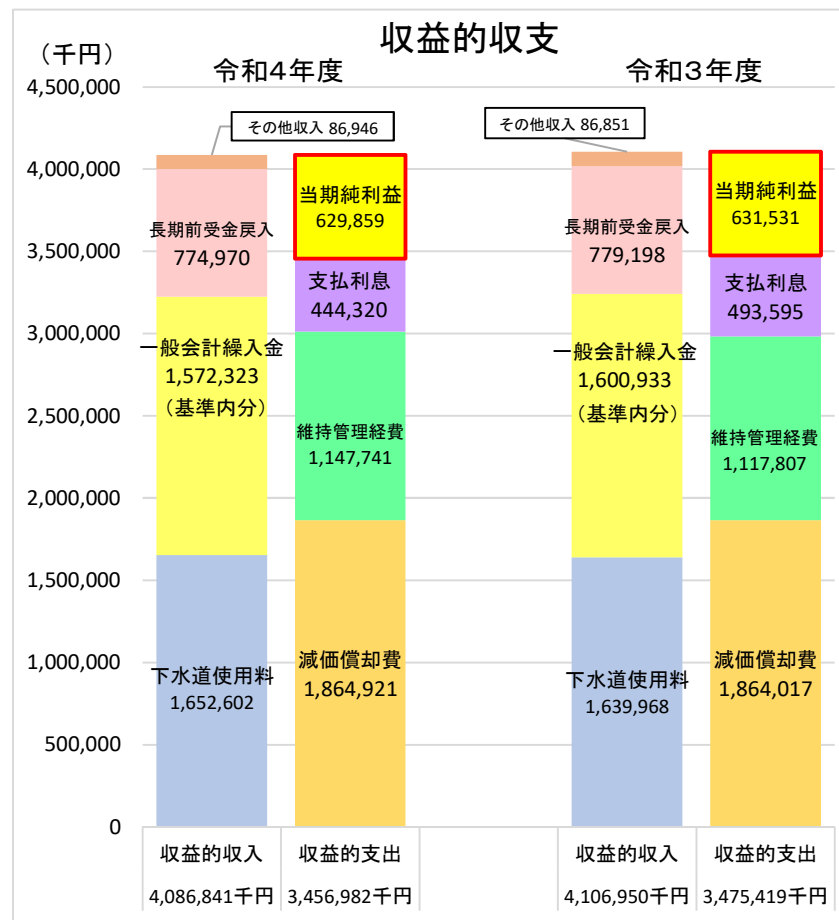 収益的収支
（千円）
令和４年度
令和３年度
4,500,000
4,000,000
3,500,000
3,000,000
2,500,000
2,000,000
1,500,000
1,000,000
500,000
0
その他収入 86,946
長期前受金戻入
774,970
一般会計繰入金
1,572,323
（基準内分）
下水道使用料
1,652,602
当期純利益
629,859
支払利息
444,320
維持管理経費
1,147,741
減価償却費
1,864,921
その他収入 86,851
長期前受金戻入
779,198
一般会計繰入金
1,600,933
（基準内分）
下水道使用料
1,639,968
当期純利益
631,531
支払利息
493,595
維持管理経費
1,117,807
減価償却費
1,864,017
収益的収入
4,086,841千円
収益的支出
3,456,982千円
収益的収入
4,106,950千円
収益的支出
3,475,419千円